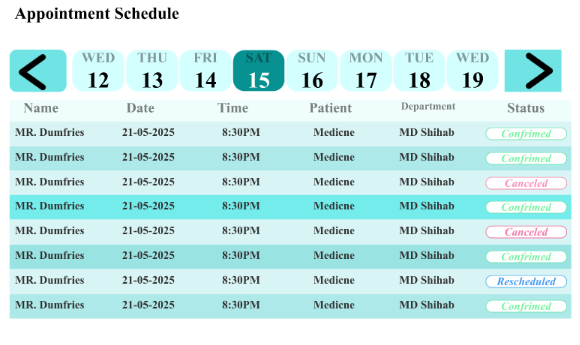 Appointment Schedule
WED THU FRI SAT SUN MON TUE WED
12 13 14 15 16 17 18 19
Name Date Time Patient Department Status
MR. Dumfries 21-05-2025 8:30PM Medicne MD Shihab Confrimed
MR. Dumfries 21-05-2025 8:30PM Medicne MD Shihab Confrimed
MR. Dumfries 21-05-2025 8:30PM Medicne MD Shihab Canceled
MR. Dumfries 21-05-2025 8:30PM Medicne MD Shihab Confrimed
MR. Dumfries 21-05-2025 8:30PM Medicne MD Shihab Canceled
MR. Dumfries 21-05-2025 8:30PM Medicne MD Shihab Confrimed
MR. Dumfries 21-05-2025 8:30PM Medicne MD Shihab Rescheduled
MR. Dumfries 21-05-2025 8:30PM Medicne MD Shihab Confrimed